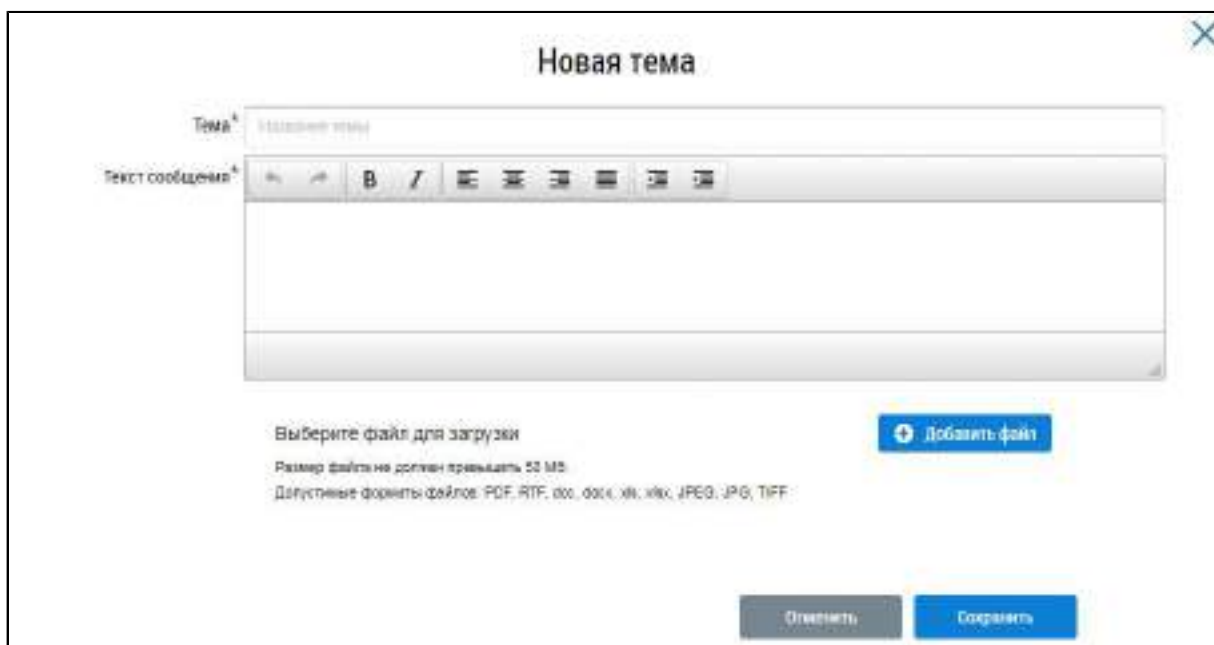 Новая тема
Тема*
Название темы
Текст сообщения*
B I
Выберите файл для загрузки
Добавить файл
Размер файла не должен превышать 50 МБ
Допустимые форматы файлов: PDF, RTF, doc, docx, xls, xlsx, JPEG, JPG, TIFF
Отменить
Сохранить